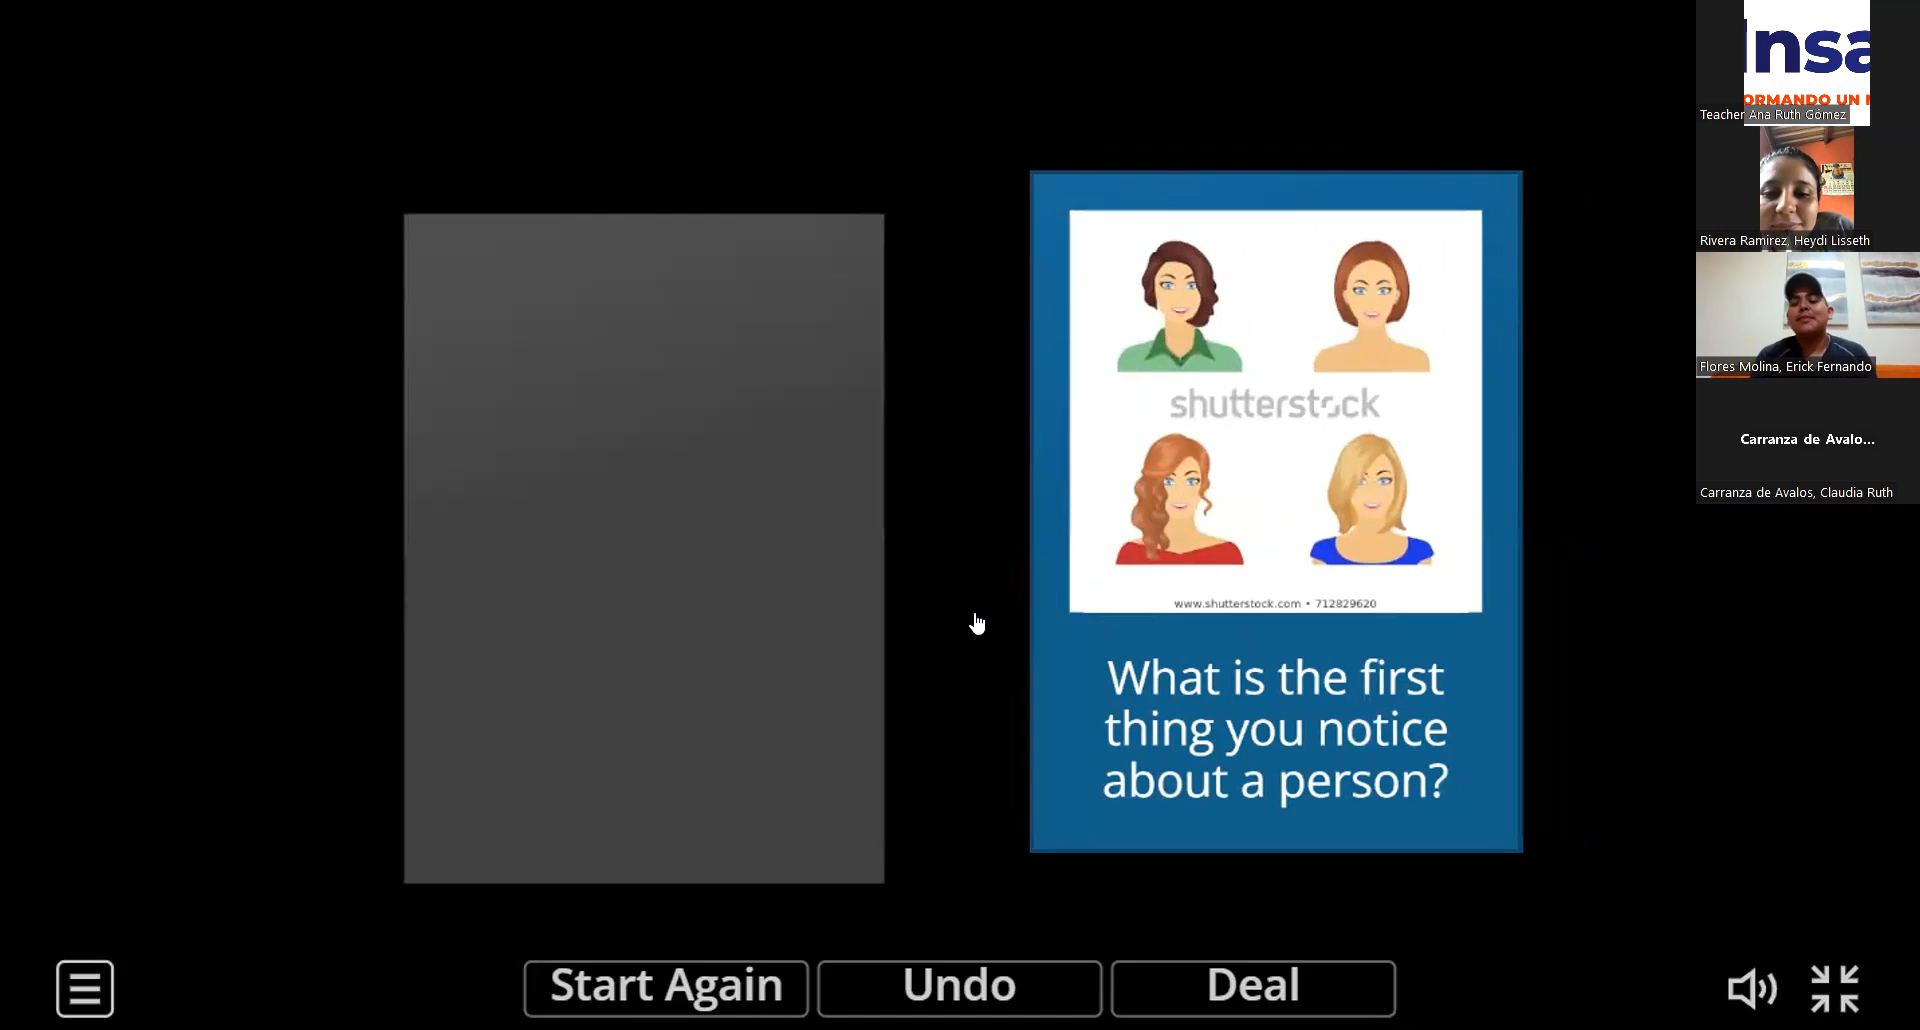 Insa
ORMANDO UN
Teacher Ana Ruth Gómez
Rivera Ramirez, Heydi Lisseth
Flores Molina, Erick Fernando
Carranza de Avalo...
Carranza de Avalos, Claudia Ruth
shutterstock
www.shutterstock.com • 712829620
What is the first
thing you notice
about a person?
Start Again
Undo
Deal